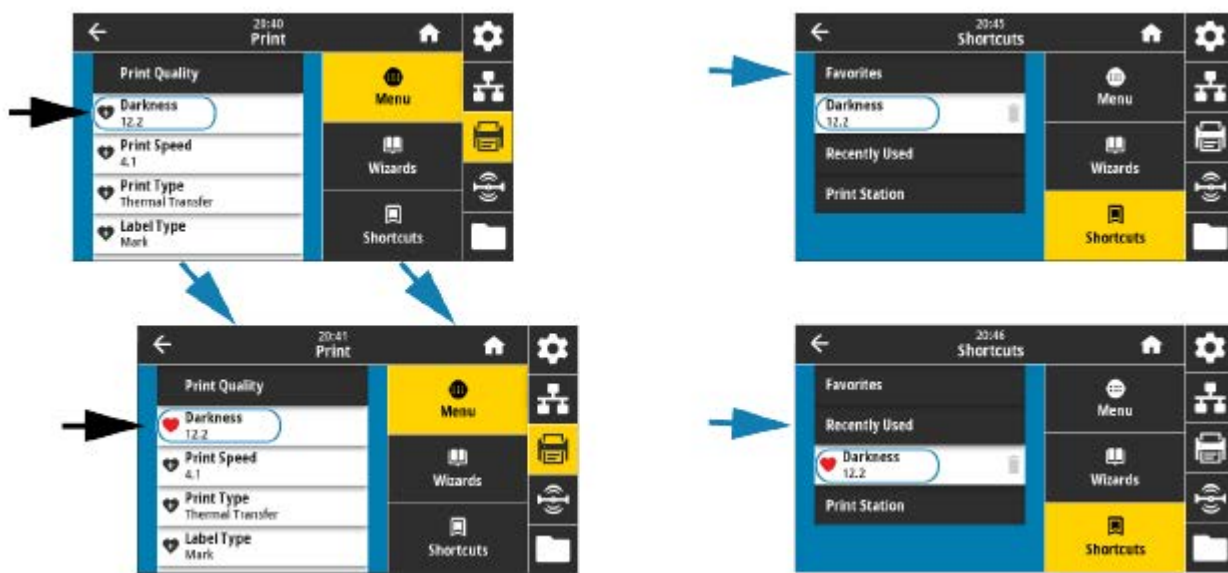 20:40
Print
Print Quality
Darkness
12.2
Print Speed
4.1
Print Type
Thermal Transfer
Label Type
Mark
Menu
Wizards
Shortcuts
20:45
Shortcuts
Favorites
Darkness
12.2
Recently Used
Print Station
Menu
Wizards
Shortcuts
20:41
Print
Print Quality
Darkness
12.2
Print Speed
4.1
Print Type
Thermal Transfer
Label Type
Mark
Menu
Wizards
Shortcuts
20:46
Shortcuts
Favorites
Recently Used
Darkness
12.2
Print Station
Menu
Wizards
Shortcuts